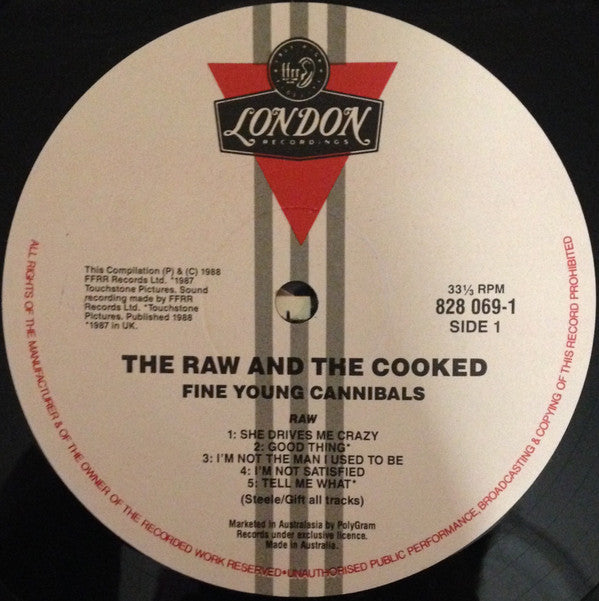 ffrr
LONDON
RECORDINGS
This Compilation (P) & (C) 1988
FFRR Records Ltd. *1987
Touchstone Pictures. Sound
recording made by FFRR
Records Ltd. *Touchstone
Pictures. Published 1988
*1987 in UK.
33⅓ RPM
828 069-1
SIDE 1
THE RAW AND THE COOKED
FINE YOUNG CANNIBALS
RAW
1: SHE DRIVES ME CRAZY
2: GOOD THING*
3: I'M NOT THE MAN I USED TO BE
4: I'M NOT SATISFIED
5: TELL ME WHAT*
(Steele/Gift all tracks)
Marketed in Australasia by PolyGram
Records under exclusive licence.
Made in Australia.
ALL RIGHTS OF THE MANUFACTURER & OF THE OWNER OF THE RECORDED WORK RESERVED•UNAUTHORISED PUBLIC PERFORMANCE, BROADCASTING & COPYING OF THIS RECORD PROHIBITED